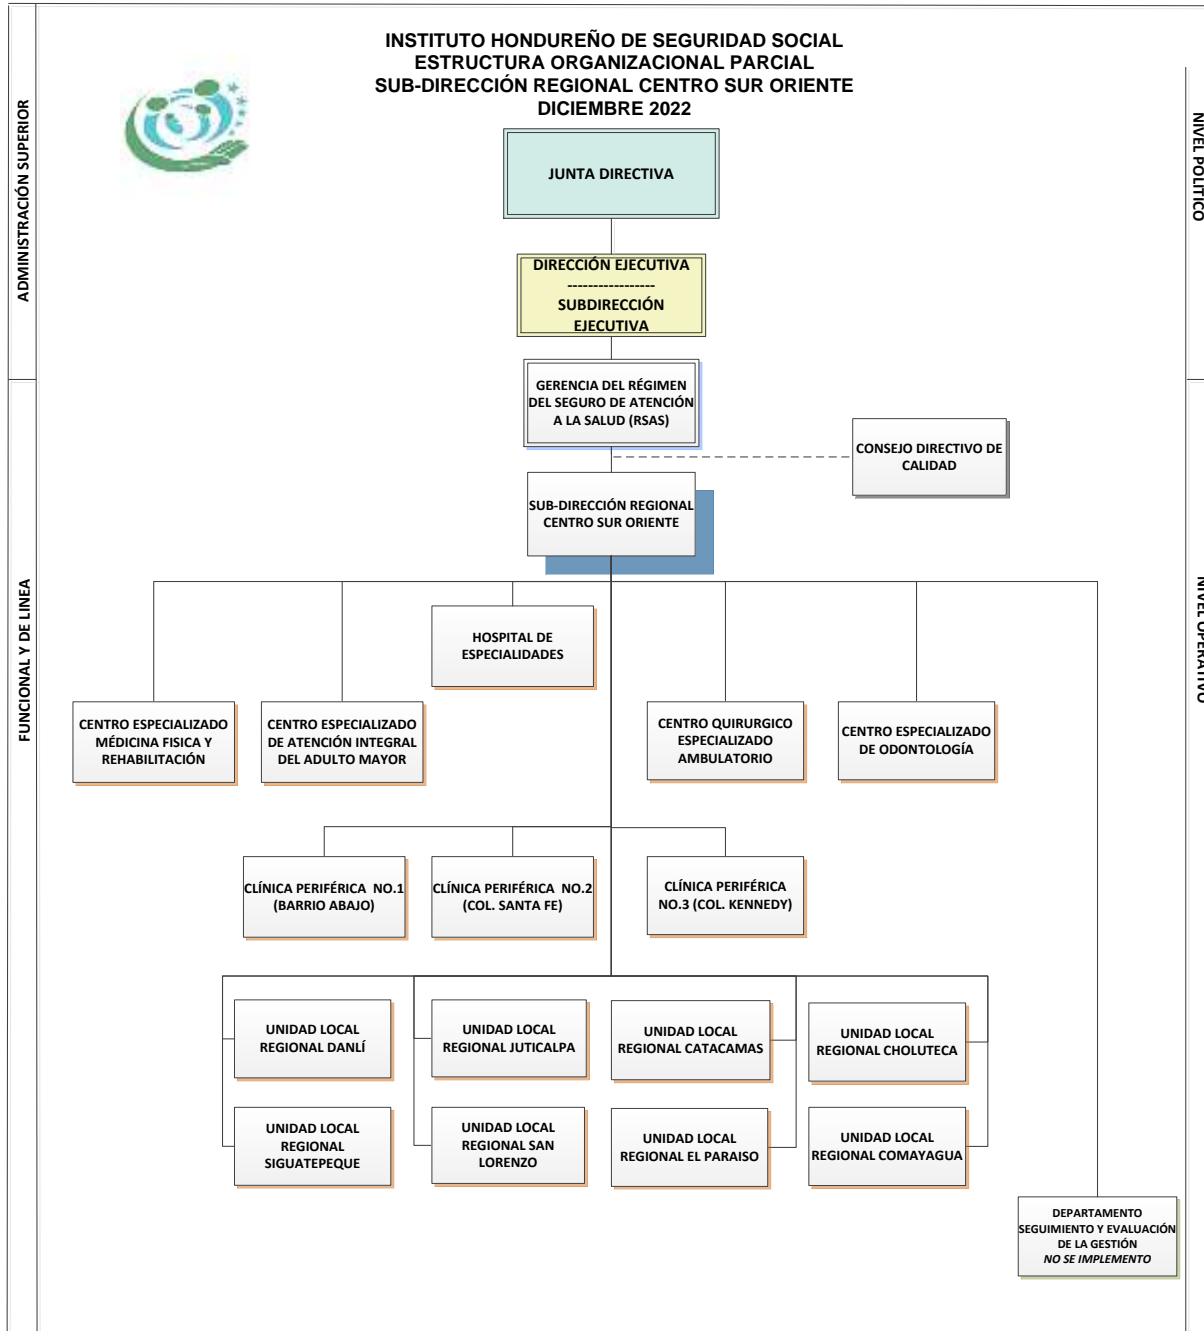 INSTITUTO HONDUREÑO DE SEGURIDAD SOCIAL
ESTRUCTURA ORGANIZACIONAL PARCIAL
SUB-DIRECCIÓN REGIONAL CENTRO SUR ORIENTE
DICIEMBRE 2022
ADMINISTRACIÓN SUPERIOR
NIVEL POLITICO
JUNTA DIRECTIVA
DIRECCIÓN EJECUTIVA
-----------------
SUBDIRECCIÓN
EJECUTIVA
GERENCIA DEL RÉGIMEN
DEL SEGURO DE ATENCIÓN
A LA SALUD (RSAS)
CONSEJO DIRECTIVO DE
CALIDAD
SUB-DIRECCIÓN REGIONAL
CENTRO SUR ORIENTE
FUNCIONAL Y DE LINEA
NIVEL OPERATIVO
HOSPITAL DE
ESPECIALIDADES
CENTRO ESPECIALIZADO
MÉDICINA FISICA Y
REHABILITACIÓN
CENTRO ESPECIALIZADO
DE ATENCIÓN INTEGRAL
DEL ADULTO MAYOR
CENTRO QUIRURGICO
ESPECIALIZADO
AMBULATORIO
CENTRO ESPECIALIZADO
DE ODONTOLOGÍA
CLÍNICA PERIFÉRICA  NO.1
(BARRIO ABAJO)
CLÍNICA PERIFÉRICA  NO.2
(COL. SANTA FE)
CLÍNICA PERIFÉRICA
NO.3 (COL. KENNEDY)
UNIDAD LOCAL
REGIONAL DANLÍ
UNIDAD LOCAL
REGIONAL JUTICALPA
UNIDAD LOCAL
REGIONAL CATACAMAS
UNIDAD LOCAL
REGIONAL CHOLUTECA
UNIDAD LOCAL
REGIONAL
SIGUATEPEQUE
UNIDAD LOCAL
REGIONAL SAN
LORENZO
UNIDAD LOCAL
REGIONAL EL PARAISO
UNIDAD LOCAL
REGIONAL COMAYAGUA
DEPARTAMENTO
SEGUIMIENTO Y EVALUACIÓN
DE LA GESTIÓN
NO SE IMPLEMENTO